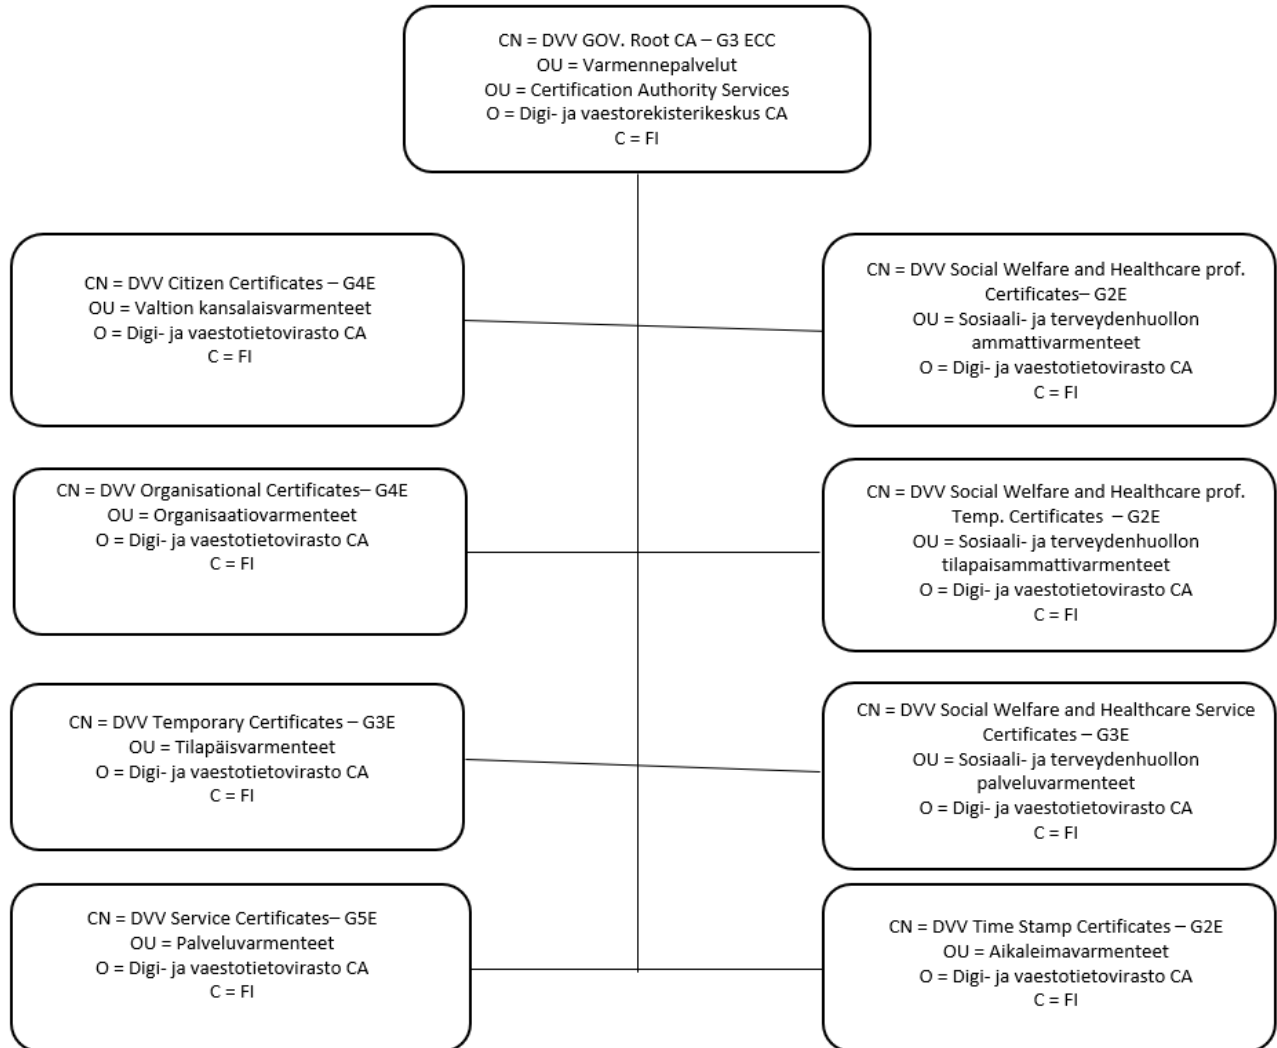 CN = DVV GOV. Root CA – G3 ECC
OU = Varmennepalvelut
OU = Certification Authority Services
O = Digi- ja vaestorekisterikeskus CA
C = FI
CN = DVV Citizen Certificates – G4E
OU = Valtion kansalaisvarmenteet
O = Digi- ja vaestotietovirasto CA
C = FI
CN = DVV Social Welfare and Healthcare prof.
Certificates– G2E
OU = Sosiaali- ja terveydenhuollon
ammattivarmenteet
O = Digi- ja vaestotietovirasto CA
C = FI
CN = DVV Organisational Certificates– G4E
OU = Organisaatiovarmenteet
O = Digi- ja vaestotietovirasto CA
C = FI
CN = DVV Social Welfare and Healthcare prof.
Temp. Certificates – G2E
OU = Sosiaali- ja terveydenhuollon
tilapaisammattivarmenteet
O = Digi- ja vaestotietovirasto CA
C = FI
CN = DVV Temporary Certificates – G3E
OU = Tilapäisvarmenteet
O = Digi- ja vaestotietovirasto CA
C = FI
CN = DVV Social Welfare and Healthcare Service
Certificates – G3E
OU = Sosiaali- ja terveydenhuollon
palveluvarmenteet
O = Digi- ja vaestotietovirasto CA
C = FI
CN = DVV Service Certificates– G5E
OU = Palveluvarmenteet
O = Digi- ja vaestotietovirasto CA
C = FI
CN = DVV Time Stamp Certificates – G2E
OU = Aikaleimavarmenteet
O = Digi- ja vaestotietovirasto CA
C = FI